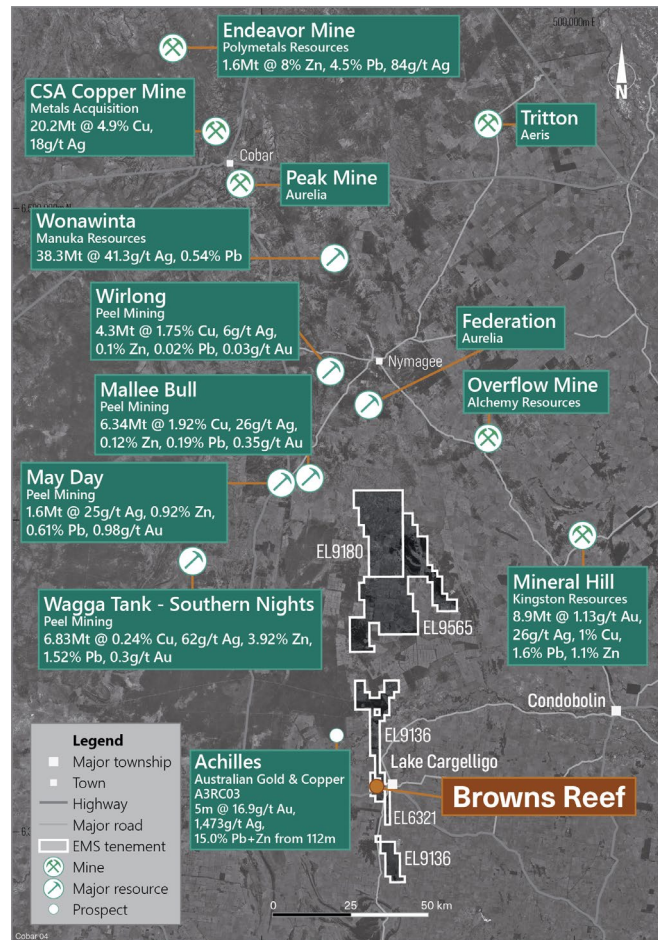 500,000m E
Endeavor Mine
Polymetals Resources
1.6Mt @ 8% Zn, 4.5% Pb, 84g/t Ag
N
CSA Copper Mine
Metals Acquisition
20.2Mt @ 4.9% Cu,
18g/t Ag
Tritton
Aeris
Cobar
Peak Mine
Aurelia
Wonawinta
Manuka Resources
38.3Mt @ 41.3g/t Ag, 0.54% Pb
Wirlong
Peel Mining
4.3Mt @ 1.75% Cu, 6g/t Ag,
0.1% Zn, 0.02% Pb, 0.03g/t Au
Federation
Aurelia
Nymagee
Mallee Bull
Peel Mining
6.34Mt @ 1.92% Cu, 26g/t Ag,
0.12% Zn, 0.19% Pb, 0.35g/t Au
Overflow Mine
Alchemy Resources
May Day
Peel Mining
1.6Mt @ 25g/t Ag, 0.92% Zn,
0.61% Pb, 0.98g/t Au
EL9180
EL9565
Mineral Hill
Kingston Resources
8.9Mt @ 1.13g/t Au,
26g/t Ag, 1% Cu,
1.6% Pb, 1.1% Zn
Wagga Tank - Southern Nights
Peel Mining
6.83Mt @ 0.24% Cu, 62g/t Ag, 3.92% Zn,
1.52% Pb, 0.3g/t Au
Condobolin
EL9136
Lake Cargelligo
Achilles
Australian Gold & Copper
A3RC03
5m @ 16.9g/t Au,
1,473g/t Ag,
15.0% Pb+Zn from 112m
Browns Reef
EL6321
EL9136
Legend
Major township
Town
Highway
Major road
EMS tenement
Mine
Major resource
Prospect
0 25 50 km
Cobar 04